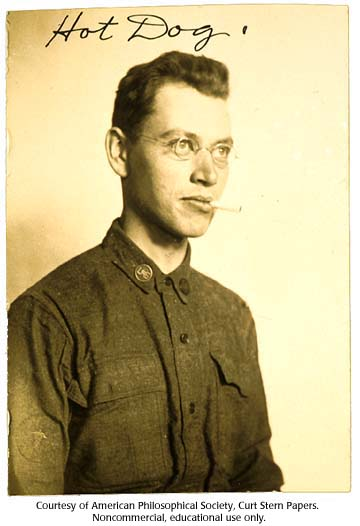 Hot Dog.
Courtesy of American Philosophical Society, Curt Stern Papers.
Noncommercial, educational use only.